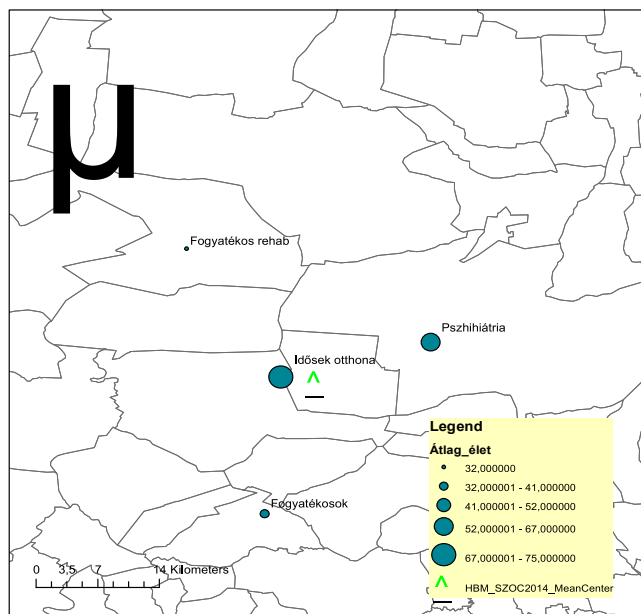 µ
Fogyatékos rehab
Pszhihiátria
Idősek otthona
Fogyatékosok
Legend
Átlag_élet
32,000000
32,000001 - 41,000000
41,000001 - 52,000000
52,000001 - 67,000000
67,000001 - 75,000000
^ HBM_SZOC2014_MeanCenter
0 3,5 7 14 Kilometers